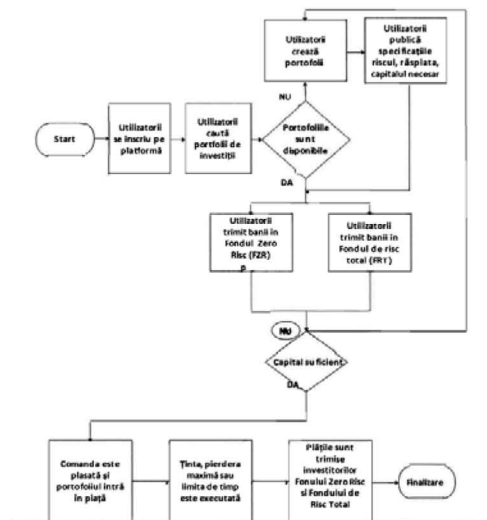 Utilizatorii
crează
portofolii
Utilizatorii
publică
specificațiile
riscul, răsplata,
capitalul necesar
NU
Start
Utilizatorii
se înscriu pe
platformă
Utilizatorii
caută
portfolii de
investiții
Portofoliile
sunt
disponibile
DA
Utilizatorii
trimit banii în
Fondul Zero
Risc (FZR)
p
Utilizatorii
trimit banii în
Fondul de risc
total (FRT)
NU
Capital suficient
DA
Comanda este
plasată și
portofoliul intră
în piață
Ținta, pierdera
maximă sau
limita de timp
este executată
Plățile sunt
trimise
investitorilor
Fonului Zero Risc
si Fondului de
Risc Total
Finalizare